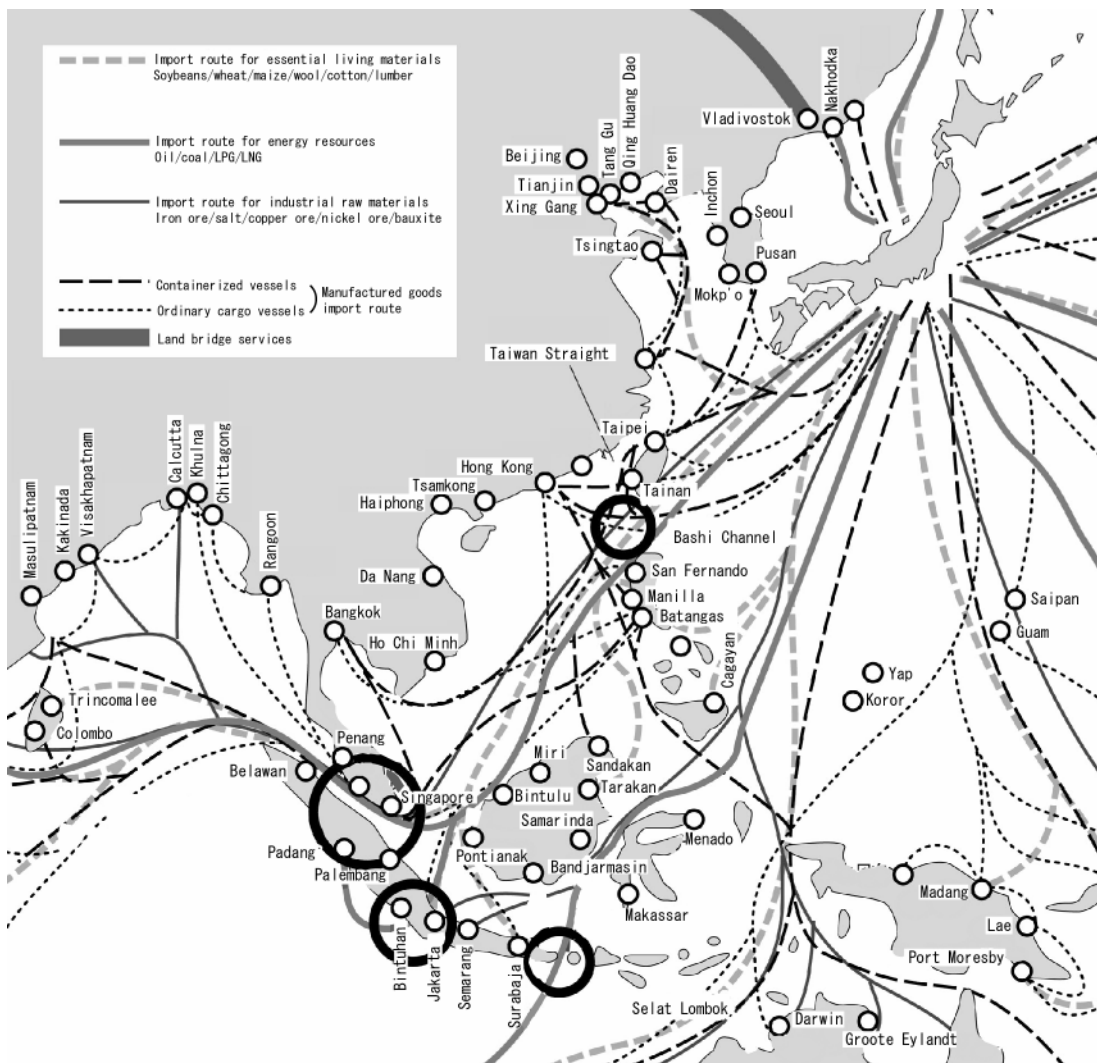 Import route for essential living materials
Soybeans/wheat/maize/wool/cotton/lumber
Import route for energy resources
Oil/coal/LPG/LNG
Import route for industrial raw materials
Iron ore/salt/copper ore/nickel ore/bauxite
Containerized vessels
Ordinary cargo vessels
Manufactured goods
import route
Land bridge services
Vladivostok
Nakhodka
Beijing
Tang Gu
Qing Huang Dao
Tianjin
Xing Gang
Dairen
Inchon
Seoul
Tsingtao
Pusan
Mokp'o
Taiwan Straight
Taipei
Calcutta
Khulna
Chittagong
Hong Kong
Tsamkong
Haiphong
Tainan
Masulipatnam
Kakinada
Visakhapatnam
Rangoon
Bashi Channel
San Fernando
Da Nang
Manilla
Batangas
Bangkok
Saipan
Guam
Ho Chi Minh
Cagayan
Yap
Koror
Trincomalee
Colombo
Penang
Belawan
Miri
Sandakan
Singapore
Bintulu
Tarakan
Samarinda
Menado
Padang
Pontianak
Palembang
Bandjarmasin
Makassar
Madang
Lae
Bintuhan
Jakarta
Semarang
Surabaja
Port Moresby
Selat Lombok
Darwin
Groote Eylandt